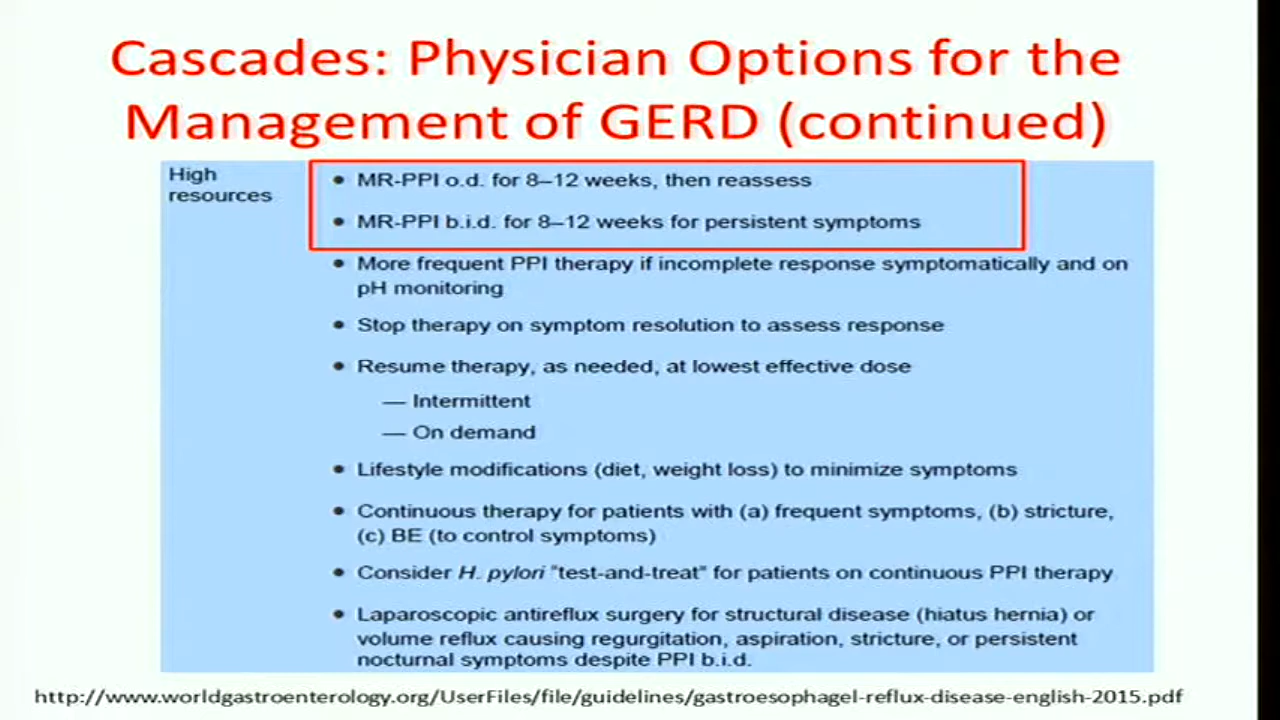 Cascades: Physician Options for the
Management of GERD (continued)
High
resources
• MR-PPI o.d. for 8–12 weeks, then reassess
• MR-PPI b.i.d. for 8–12 weeks for persistent symptoms
• More frequent PPI therapy if incomplete response symptomatically and on
pH monitoring
• Stop therapy on symptom resolution to assess response
• Resume therapy, as needed, at lowest effective dose
— Intermittent
— On demand
• Lifestyle modifications (diet, weight loss) to minimize symptoms
• Continuous therapy for patients with (a) frequent symptoms, (b) stricture,
(c) BE (to control symptoms)
• Consider H. pylori "test-and-treat" for patients on continuous PPI therapy
• Laparoscopic antireflux surgery for structural disease (hiatus hernia) or
volume reflux causing regurgitation, aspiration, stricture, or persistent
nocturnal symptoms despite PPI b.i.d.
http://www.worldgastroenterology.org/UserFiles/file/guidelines/gastroesophagel-reflux-disease-english-2015.pdf